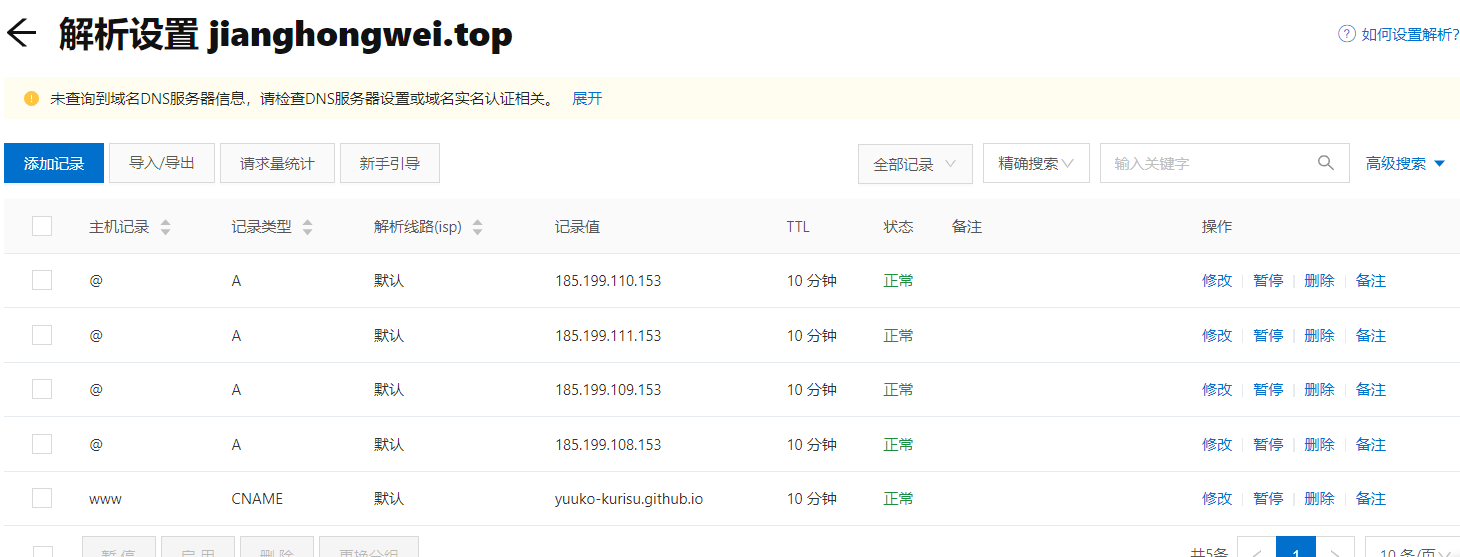 解析设置 jianghongwei.top
如何设置解析?
未查询到域名DNS服务器信息，请检查DNS服务器设置或域名实名认证相关。 展开
添加记录 导入/导出 请求量统计 新手引导 全部记录 精确搜索 输入关键字 高级搜索
主机记录 记录类型 解析线路(isp) 记录值 TTL 状态 备注 操作
@ A 默认 185.199.110.153 10 分钟 正常 修改 暂停 删除 备注
@ A 默认 185.199.111.153 10 分钟 正常 修改 暂停 删除 备注
@ A 默认 185.199.109.153 10 分钟 正常 修改 暂停 删除 备注
@ A 默认 185.199.108.153 10 分钟 正常 修改 暂停 删除 备注
www CNAME 默认 yuuko-kurisu.github.io 10 分钟 正常 修改 暂停 删除 备注
暂停 启用 删除 更换分组 共5条 1 10 条/页